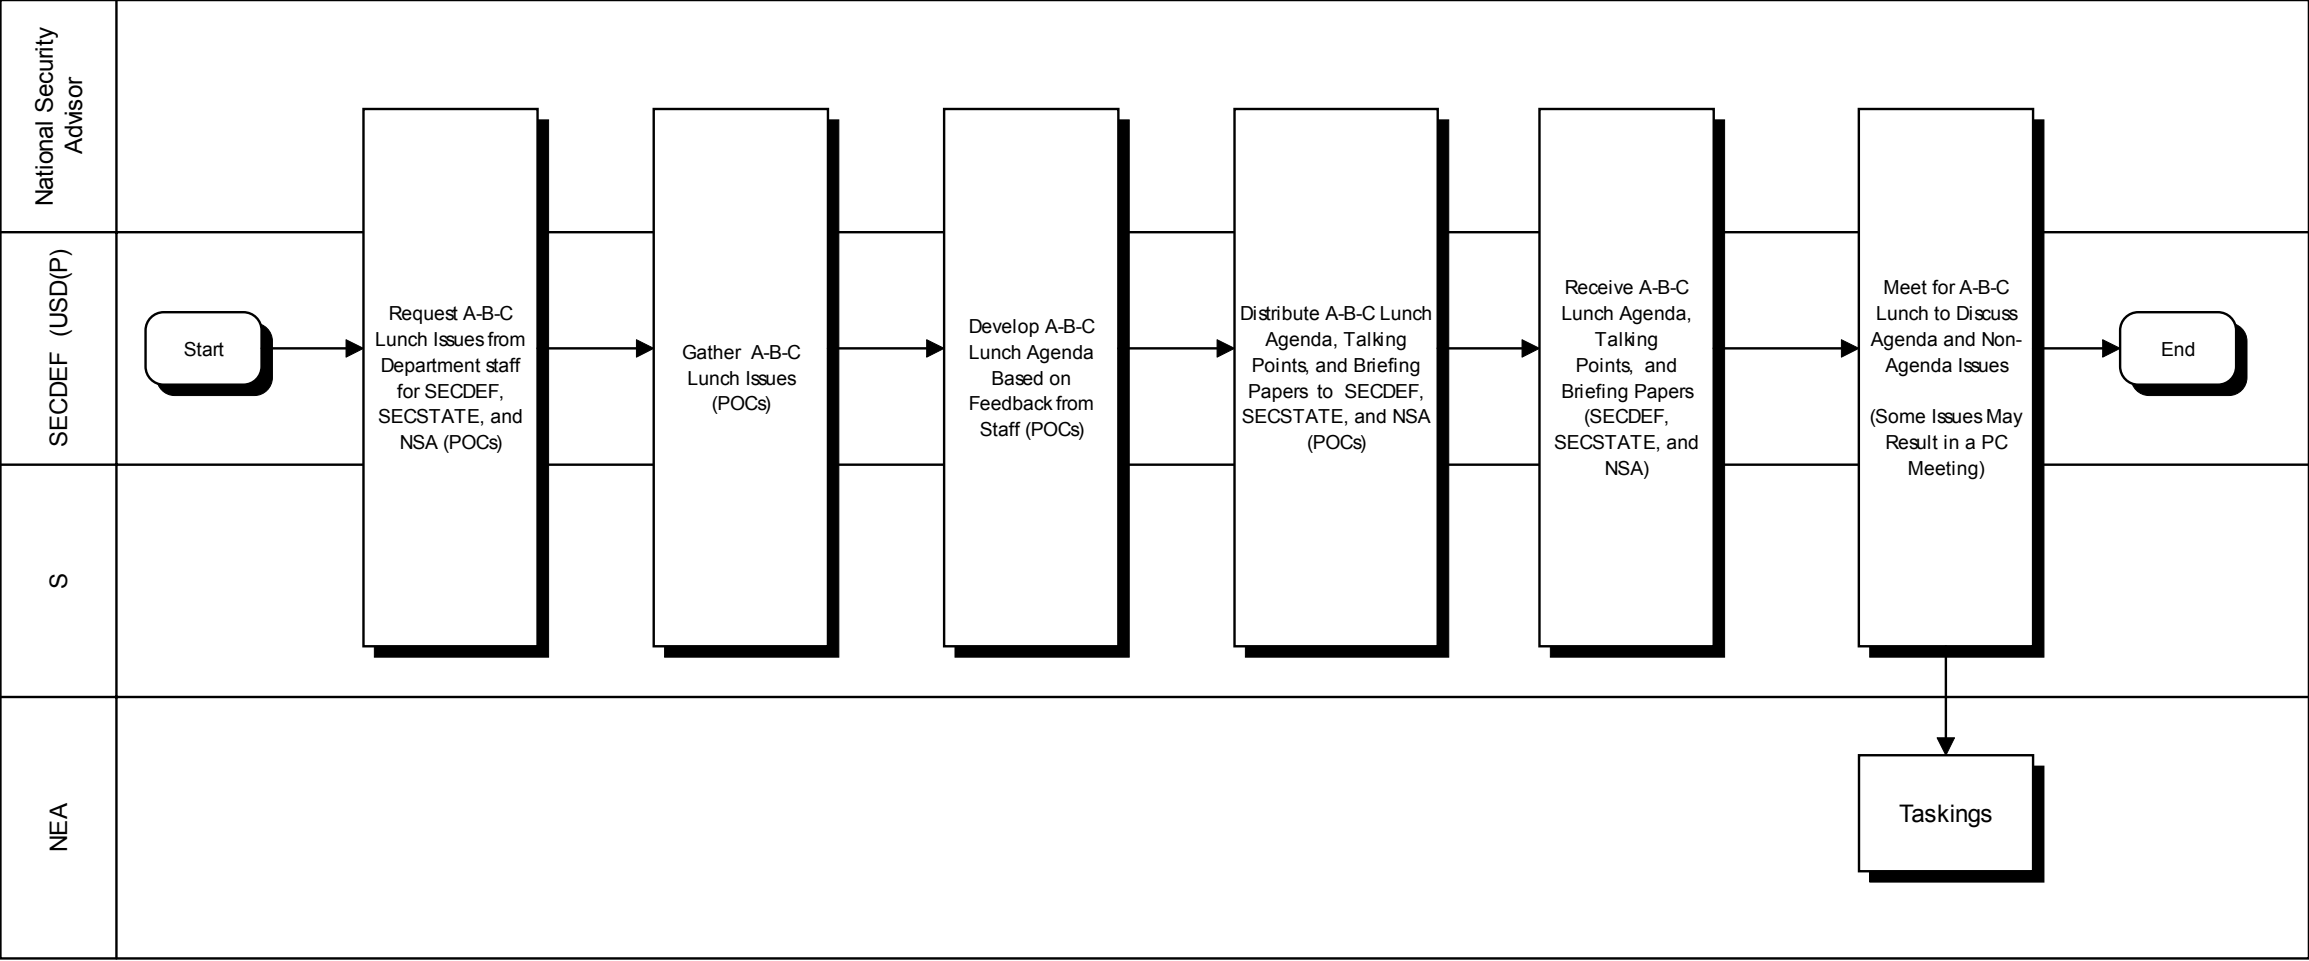 National Security
Advisor
SECDEF (USD(P)
S
NEA
Start
Request A-B-C
Lunch Issues from
Department staff
for SECDEF,
SECSTATE, and
NSA (POCs)
Gather A-B-C
Lunch Issues
(POCs)
Develop A-B-C
Lunch Agenda
Based on
Feedback from
Staff (POCs)
Distribute A-B-C Lunch
Agenda, Talking
Points, and Briefing
Papers to SECDEF,
SECSTATE, and NSA
(POCs)
Receive A-B-C
Lunch Agenda,
Talking
Points, and
Briefing Papers
(SECDEF,
SECSTATE, and
NSA)
Meet for A-B-C
Lunch to Discuss
Agenda and Non-
Agenda Issues
(Some Issues May
Result in a PC
Meeting)
End
Taskings